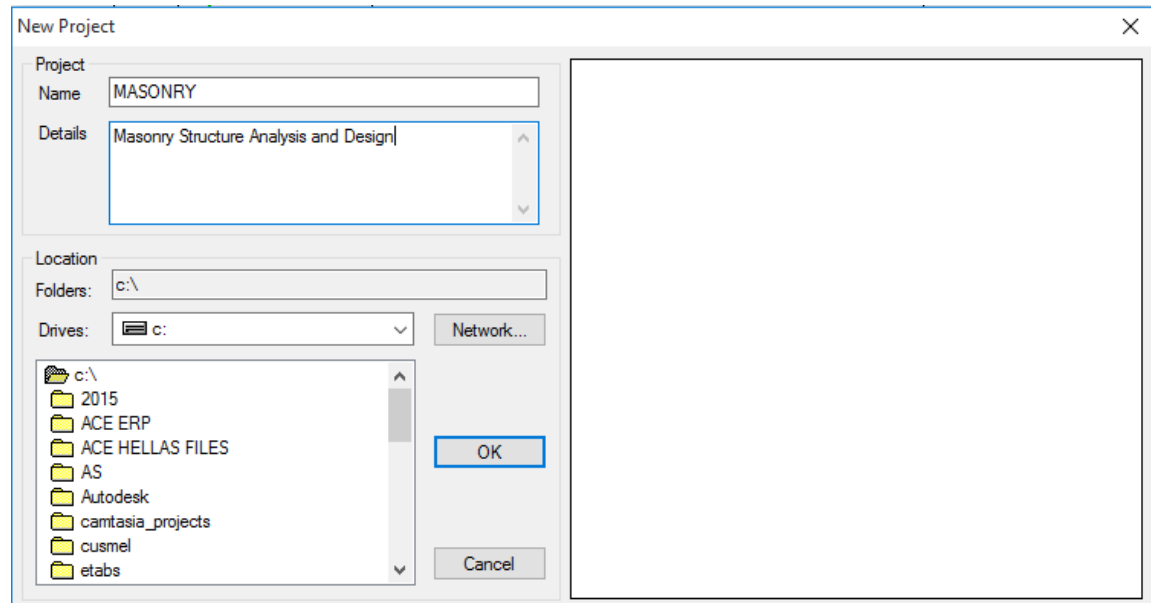 New Project
Project
Name MASONRY
Details Masonry Structure Analysis and Design
Location
Folders: c:\
Drives: c: Network...
c:\
2015
ACE ERP
ACE HELLAS FILES
OK
AS
Autodesk
camtasia_projects
cusmel
etabs
Cancel